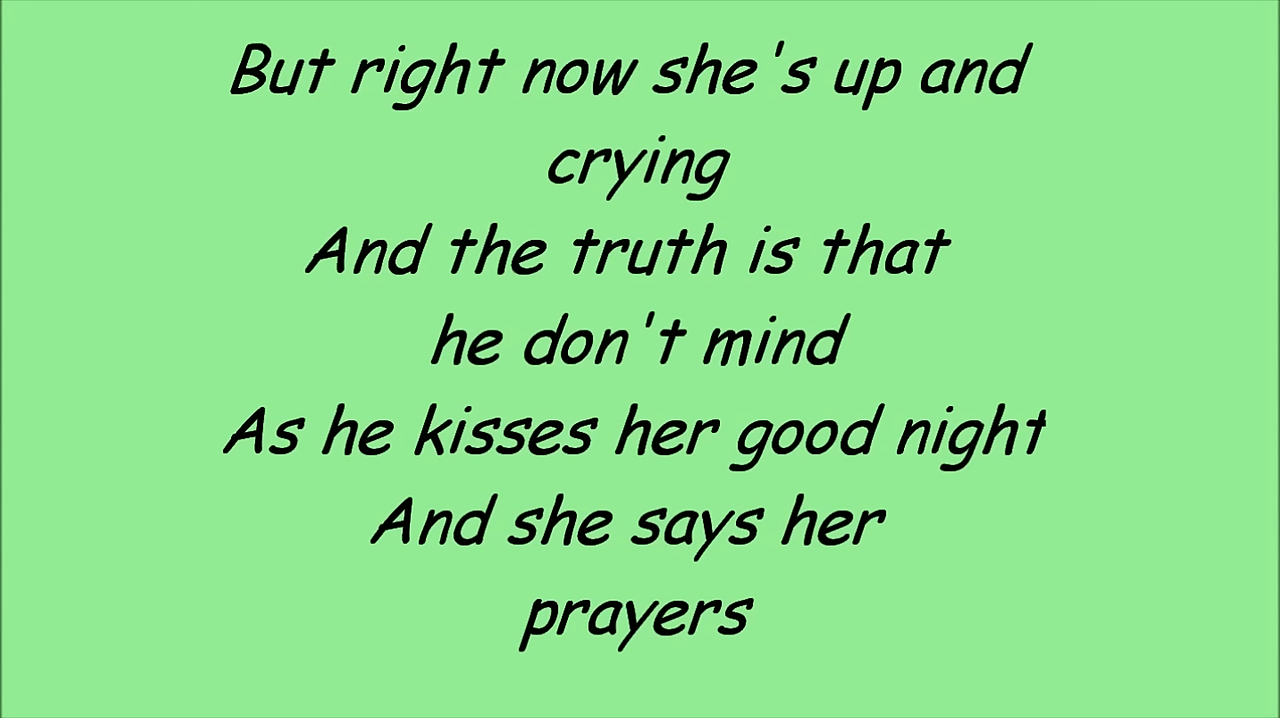 But right now she's up and
crying
And the truth is that
he don't mind
As he kisses her good night
And she says her
prayers